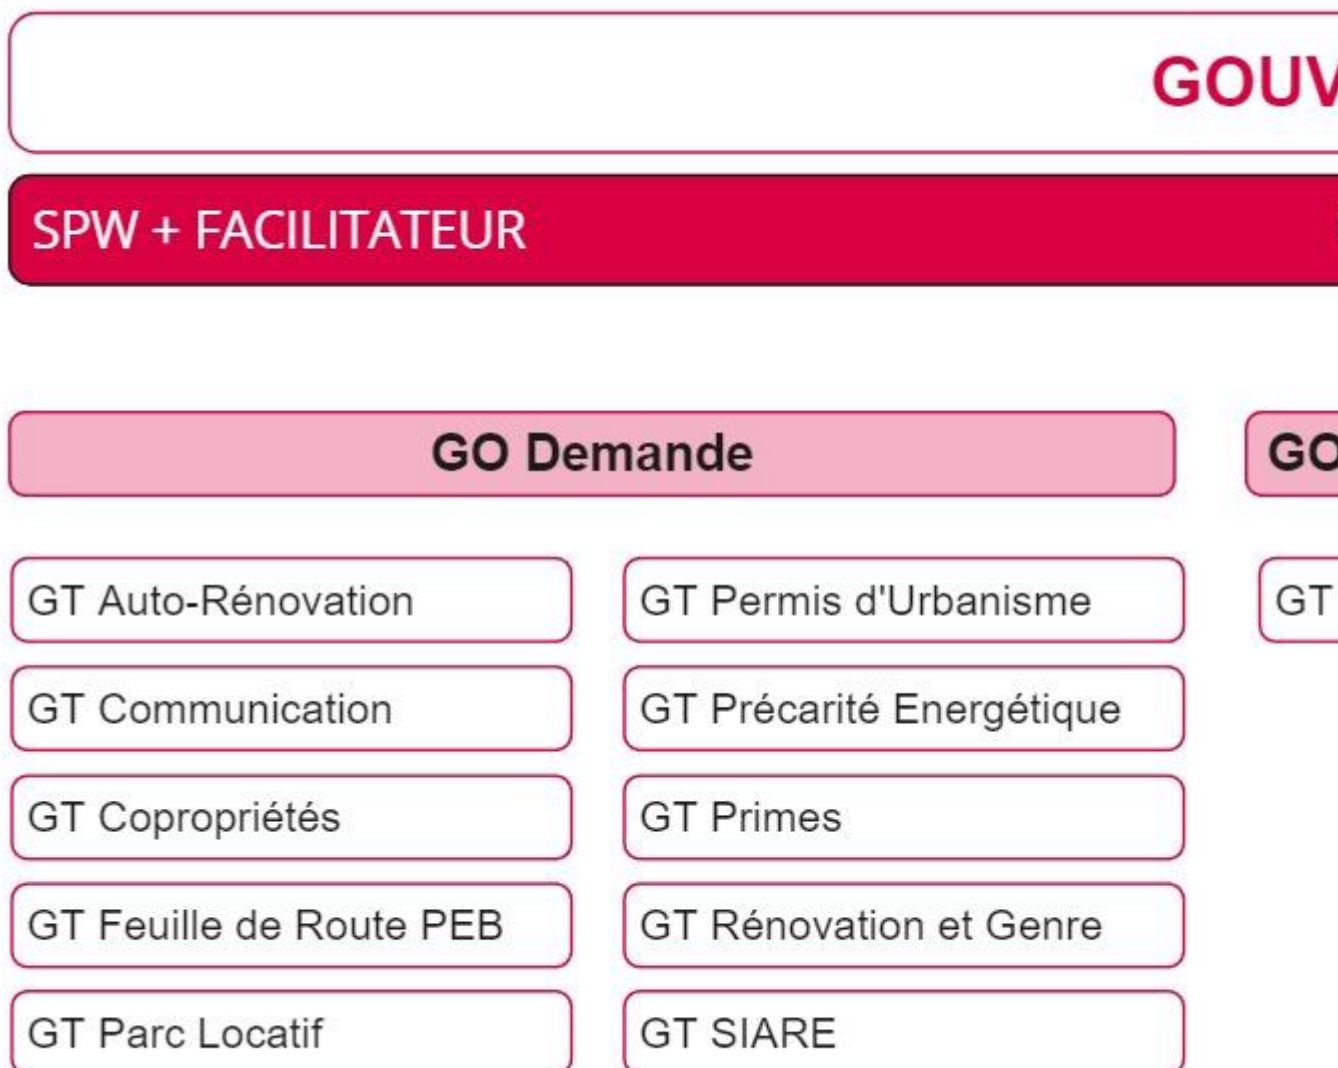 GOUV
SPW + FACILITATEUR
GO Demande
GO
GT Auto-Rénovation
GT Permis d'Urbanisme
GT
GT Communication
GT Précarité Energétique
GT Copropriétés
GT Primes
GT Feuille de Route PEB
GT Rénovation et Genre
GT Parc Locatif
GT SIARE